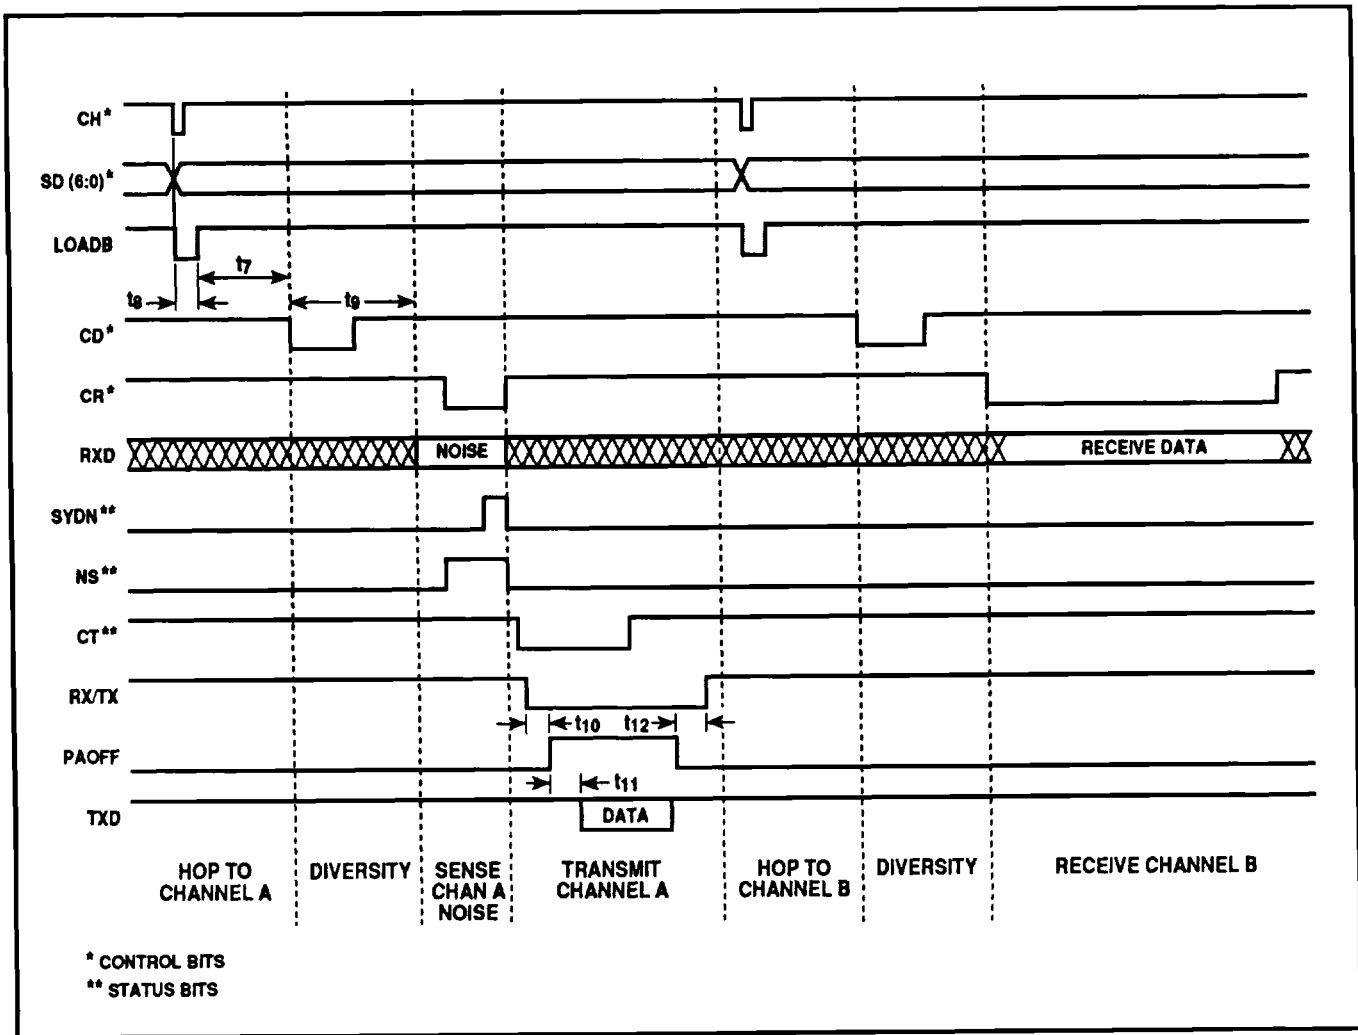 CH*
SD (6:0)*
LOADB
t7
t8
t9
CD*
CR*
RXD
NOISE
RECEIVE DATA
SYDN**
NS**
CT**
RX/TX
t10
t12
PAOFF
t11
TXD
DATA
HOP TO
CHANNEL A
DIVERSITY
SENSE
CHAN A
NOISE
TRANSMIT
CHANNEL A
HOP TO
CHANNEL B
DIVERSITY
RECEIVE CHANNEL B
* CONTROL BITS
** STATUS BITS